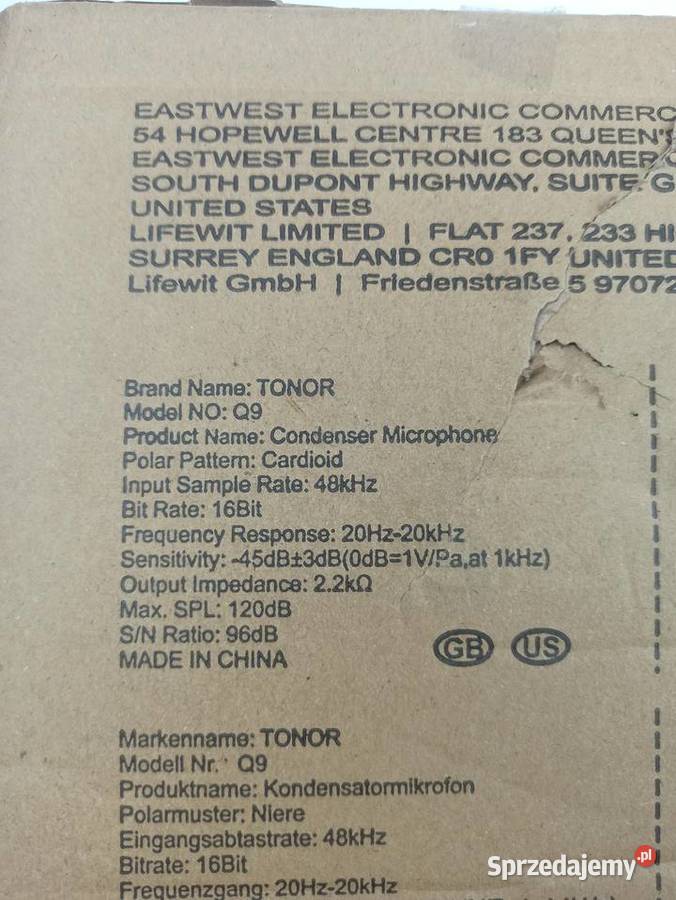 EASTWEST ELECTRONIC COMMERC
54 HOPEWELL CENTRE 183 QUEEN'S
EASTWEST ELECTRONIC COMMERC
SOUTH DUPONT HIGHWAY, SUITE G
UNITED STATES
LIFEWIT LIMITED | FLAT 237, 233 HI
SURREY ENGLAND CR0 1FY UNITED
Lifewit GmbH | Friedenstraße 5 97072
Brand Name: TONOR
Model NO: Q9
Product Name: Condenser Microphone
Polar Pattern: Cardioid
Input Sample Rate: 48kHz
Bit Rate: 16Bit
Frequency Response: 20Hz-20kHz
Sensitivity: -45dB±3dB(0dB=1V/Pa,at 1kHz)
Output Impedance: 2.2kΩ
Max. SPL: 120dB
S/N Ratio: 96dB
MADE IN CHINA
GB US
Markenname: TONOR
Modell Nr.: Q9
Produktname: Kondensatormikrofon
Polarmuster: Niere
Eingangsabtastrate: 48kHz
Bitrate: 16Bit
Frequenzgang: 20Hz-20kHz
Sprzedajemy.pl